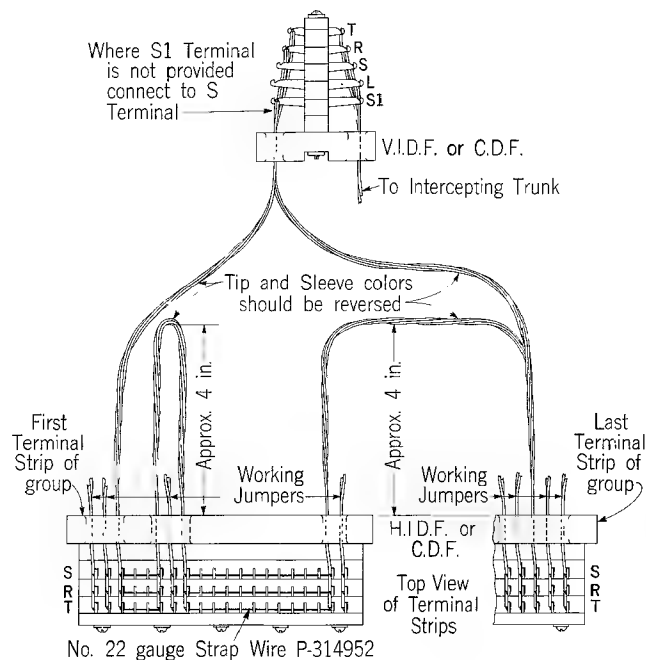 Where S1 Terminal
is not provided
connect to S
Terminal
T
R
S
L
S1
V.I.D.F. or C.D.F.
To Intercepting Trunk
Tip and Sleeve colors
should be reversed
Approx. 4 in.
Approx. 4 in.
First
Terminal
Strip of
group
Working
Jumpers
Working
Jumpers
Last
Terminal
Strip of
group
H.I.D.F. or
C.D.F.
S
R
T
Top View
of Terminal
Strips
S
R
T
No. 22 gauge Strap Wire P-314952